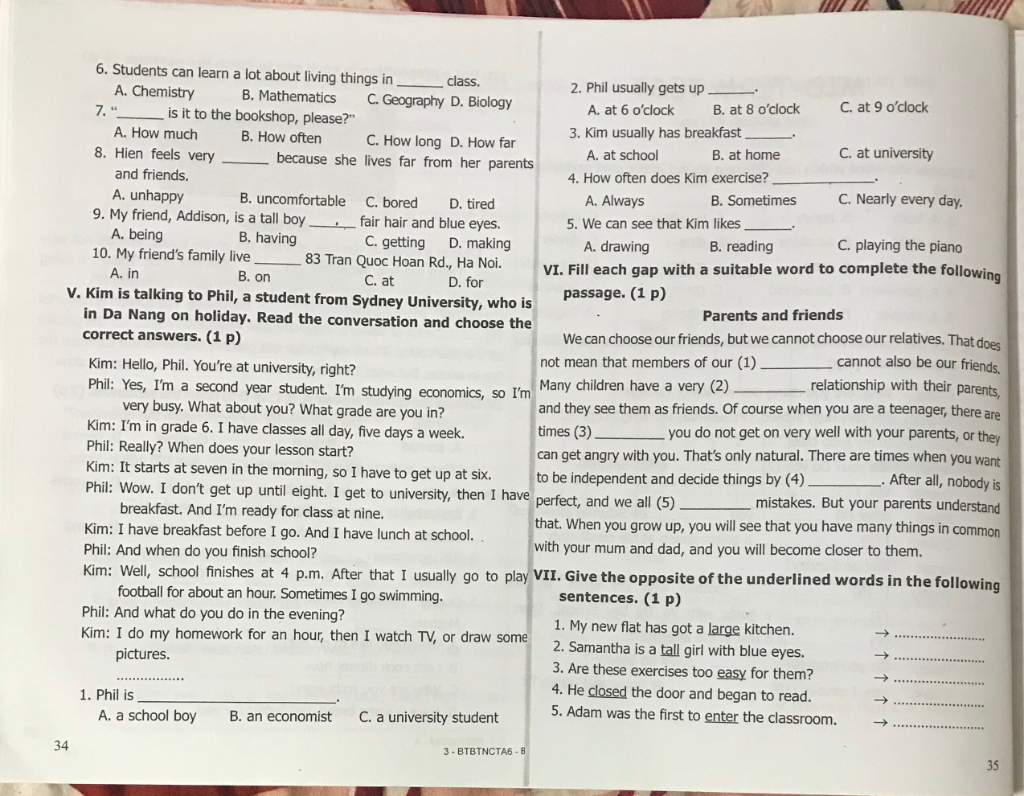 6. Students can learn a lot about living things in ______ class.
A. Chemistry B. Mathematics C. Geography D. Biology
7. "______ is it to the bookshop, please?"
A. How much B. How often C. How long D. How far
8. Hien feels very ______ because she lives far from her parents
and friends.
A. unhappy B. uncomfortable C. bored D. tired
9. My friend, Addison, is a tall boy ______ fair hair and blue eyes.
A. being B. having C. getting D. making
10. My friend's family live ______ 83 Tran Quoc Hoan Rd., Ha Noi.
A. in B. on C. at D. for
V. Kim is talking to Phil, a student from Sydney University, who is
in Da Nang on holiday. Read the conversation and choose the
correct answers. (1 p)
Kim: Hello, Phil. You're at university, right?
Phil: Yes, I'm a second year student. I'm studying economics, so I'm
very busy. What about you? What grade are you in?
Kim: I'm in grade 6. I have classes all day, five days a week.
Phil: Really? When does your lesson start?
Kim: It starts at seven in the morning, so I have to get up at six.
Phil: Wow. I don't get up until eight. I get to university, then I have
breakfast. And I'm ready for class at nine.
Kim: I have breakfast before I go. And I have lunch at school.
Phil: And when do you finish school?
Kim: Well, school finishes at 4 p.m. After that I usually go to play
football for about an hour. Sometimes I go swimming.
Phil: And what do you do in the evening?
Kim: I do my homework for an hour, then I watch TV, or draw some
pictures.
..................
1. Phil is ______________________.
A. a school boy B. an economist C. a university student
34
3 - BTBTNCTA6 - B
2. Phil usually gets up ______.
A. at 6 o'clock B. at 8 o'clock C. at 9 o'clock
3. Kim usually has breakfast ______.
A. at school B. at home C. at university
4. How often does Kim exercise? ______________.
A. Always B. Sometimes C. Nearly every day.
5. We can see that Kim likes ______.
A. drawing B. reading C. playing the piano
VI. Fill each gap with a suitable word to complete the following
passage. (1 p)
Parents and friends
We can choose our friends, but we cannot choose our relatives. That does
not mean that members of our (1) _________ cannot also be our friends.
Many children have a very (2) _________ relationship with their parents,
and they see them as friends. Of course when you are a teenager, there are
times (3) _________ you do not get on very well with your parents, or they
can get angry with you. That's only natural. There are times when you want
to be independent and decide things by (4) _________. After all, nobody is
perfect, and we all (5) _________ mistakes. But your parents understand
that. When you grow up, you will see that you have many things in common
with your mum and dad, and you will become closer to them.
VII. Give the opposite of the underlined words in the following
sentences. (1 p)
1. My new flat has got a large kitchen. → ........................
2. Samantha is a tall girl with blue eyes. → ........................
3. Are these exercises too easy for them? → ........................
4. He closed the door and began to read. → ........................
5. Adam was the first to enter the classroom. → ........................
35